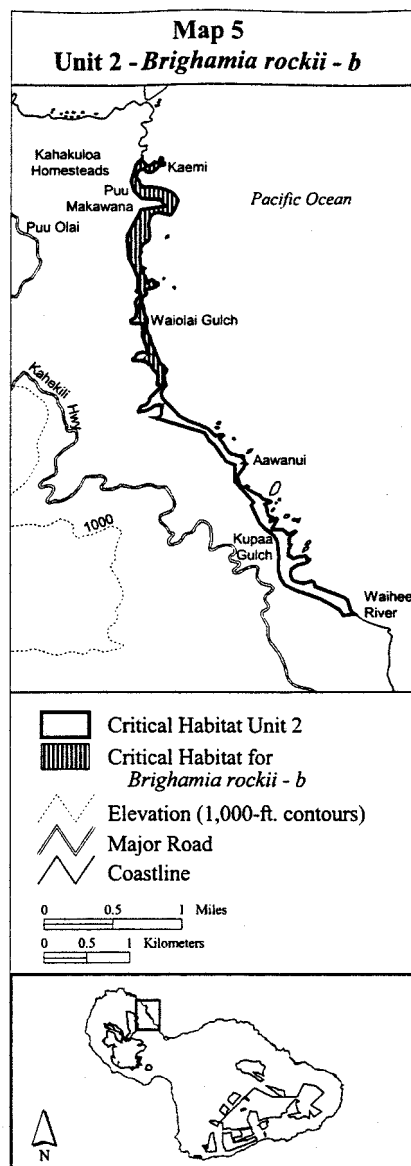 Map 5
Unit 2 - Brighamia rockii - b
Kahakuloa
Homesteads
Kaemi
Puu
Makawana
Pacific Ocean
Puu Olai
Waiolai Gulch
Kahekili
Hwy
Aawanui
1000
Kupaa
Gulch
Waihee
River
Critical Habitat Unit 2
Critical Habitat for
Brighamia rockii - b
Elevation (1,000-ft. contours)
Major Road
Coastline
0 0.5 1 Miles
0 0.5 1 Kilometers
N